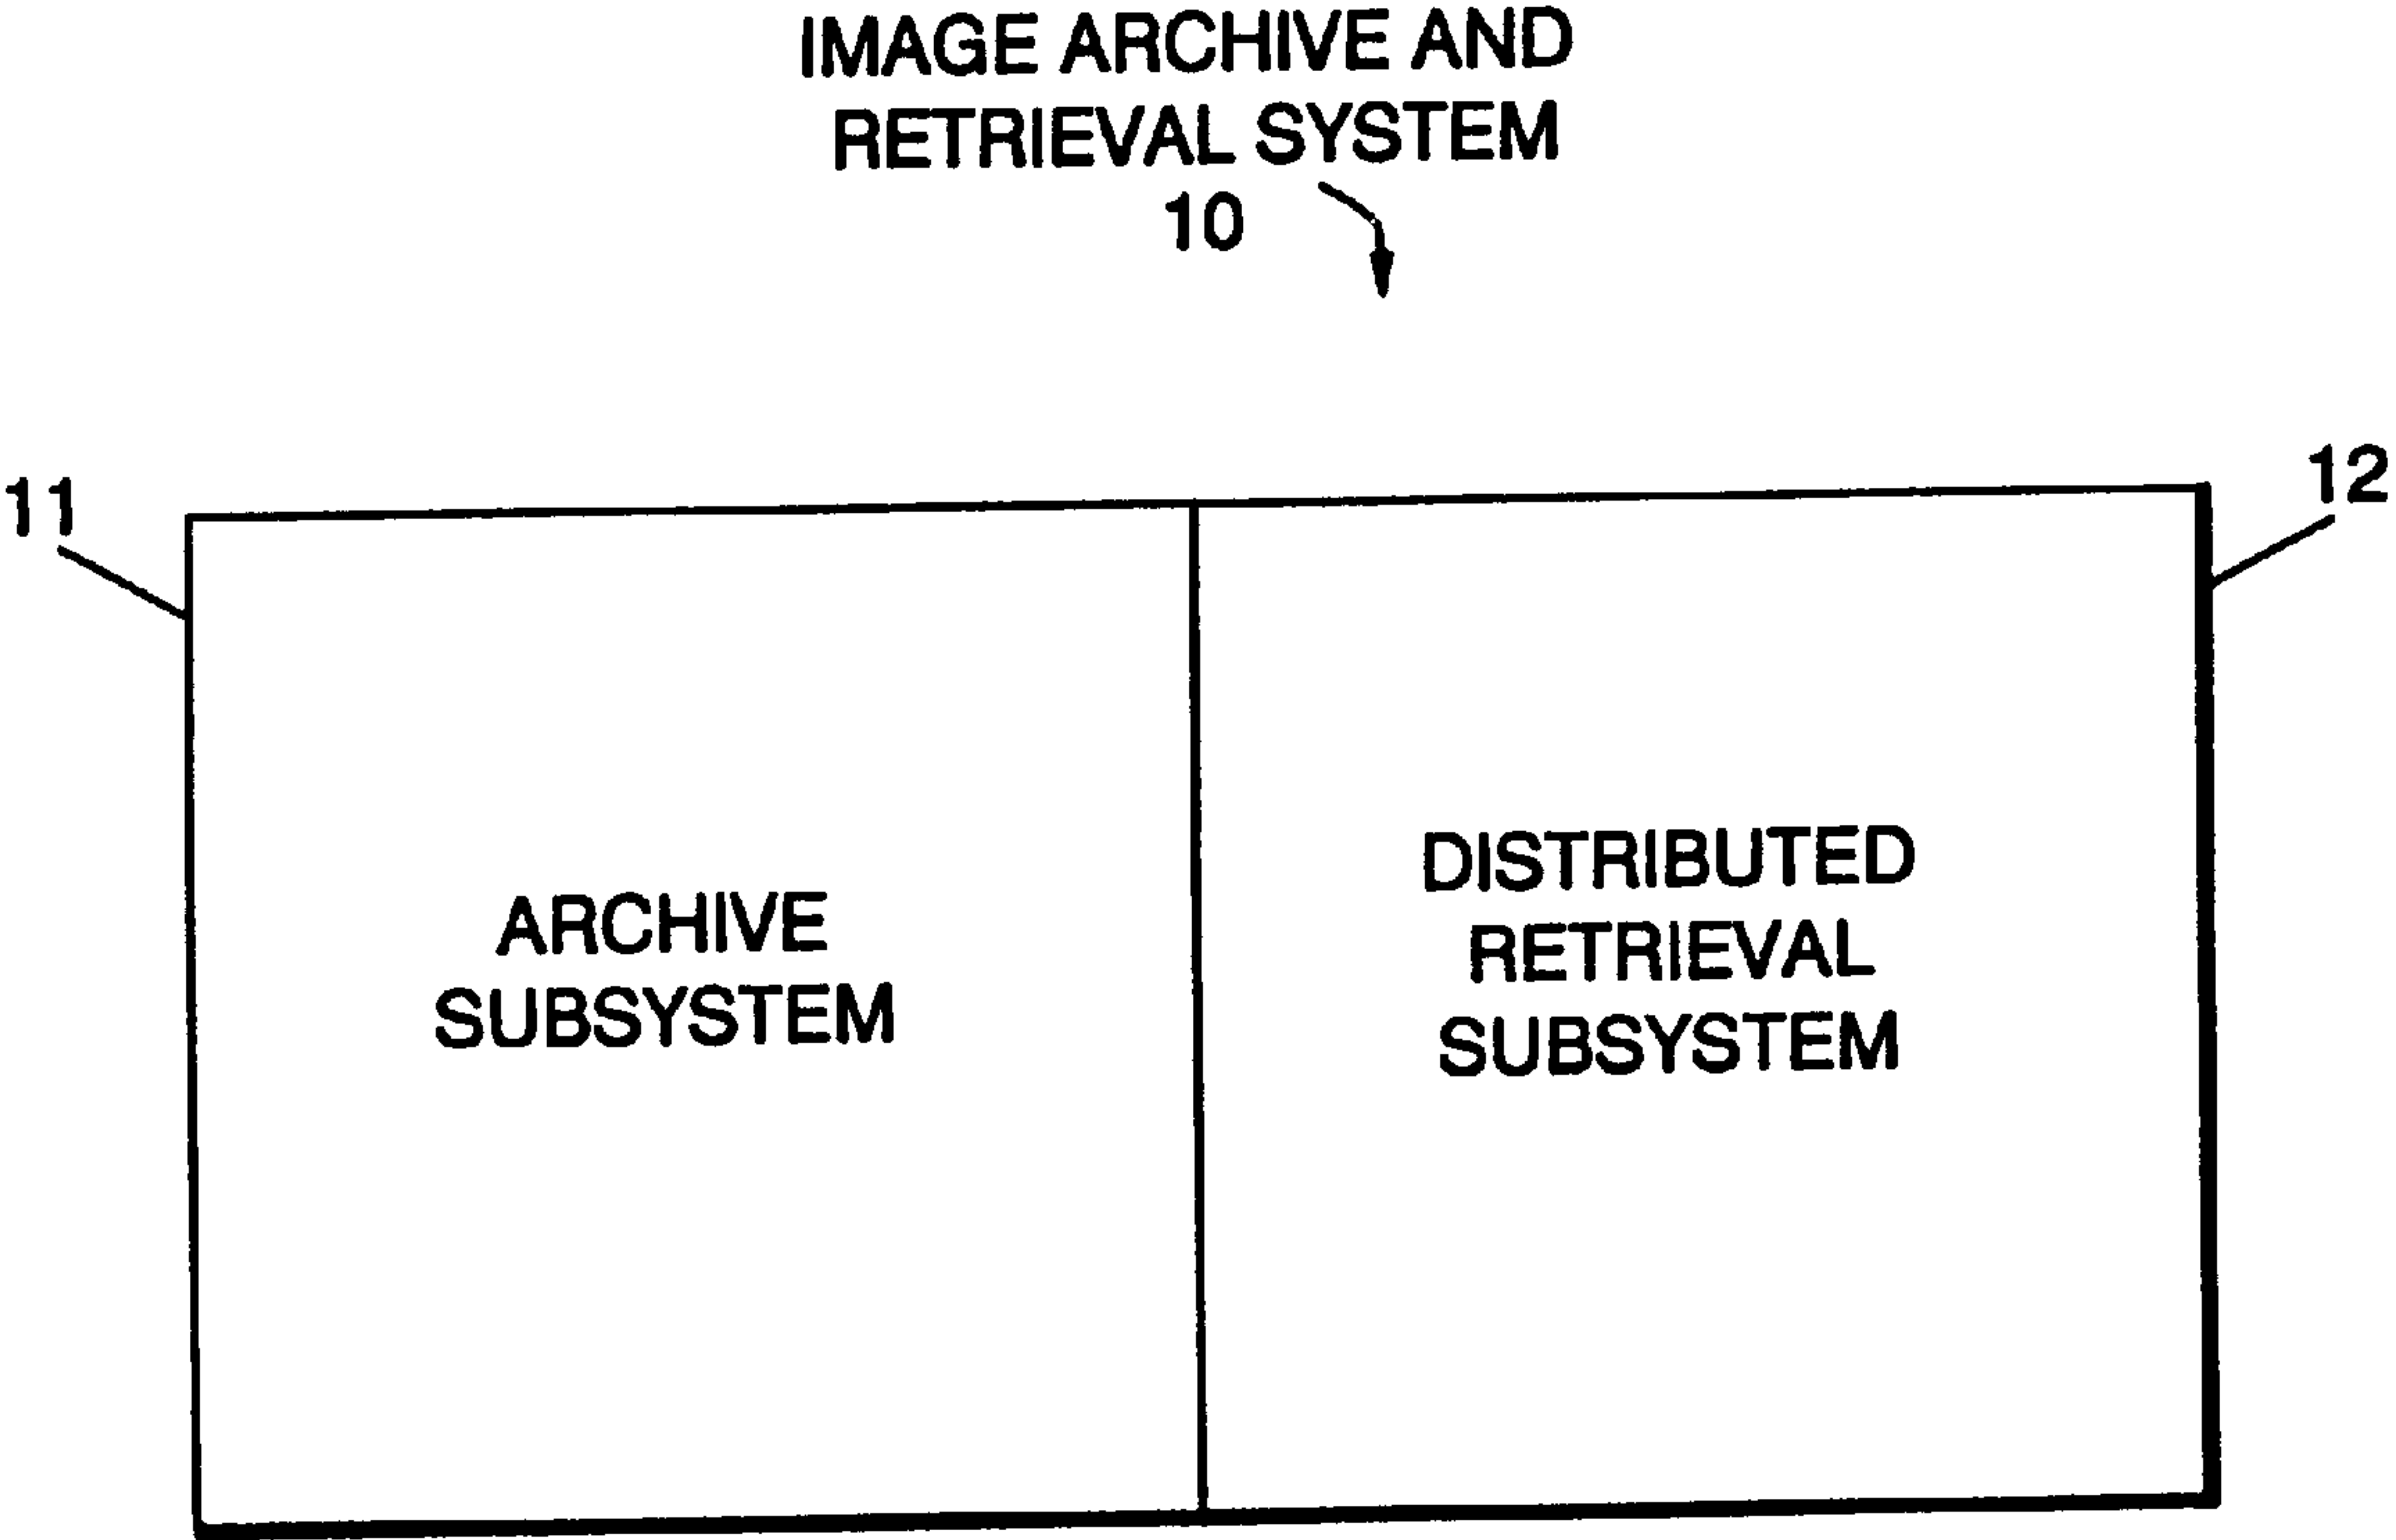 IMAGE ARCHIVE AND
RETRIEVAL SYSTEM
10
11
12
ARCHIVE
SUBSYSTEM
DISTRIBUTED
RETRIEVAL
SUBSYSTEM